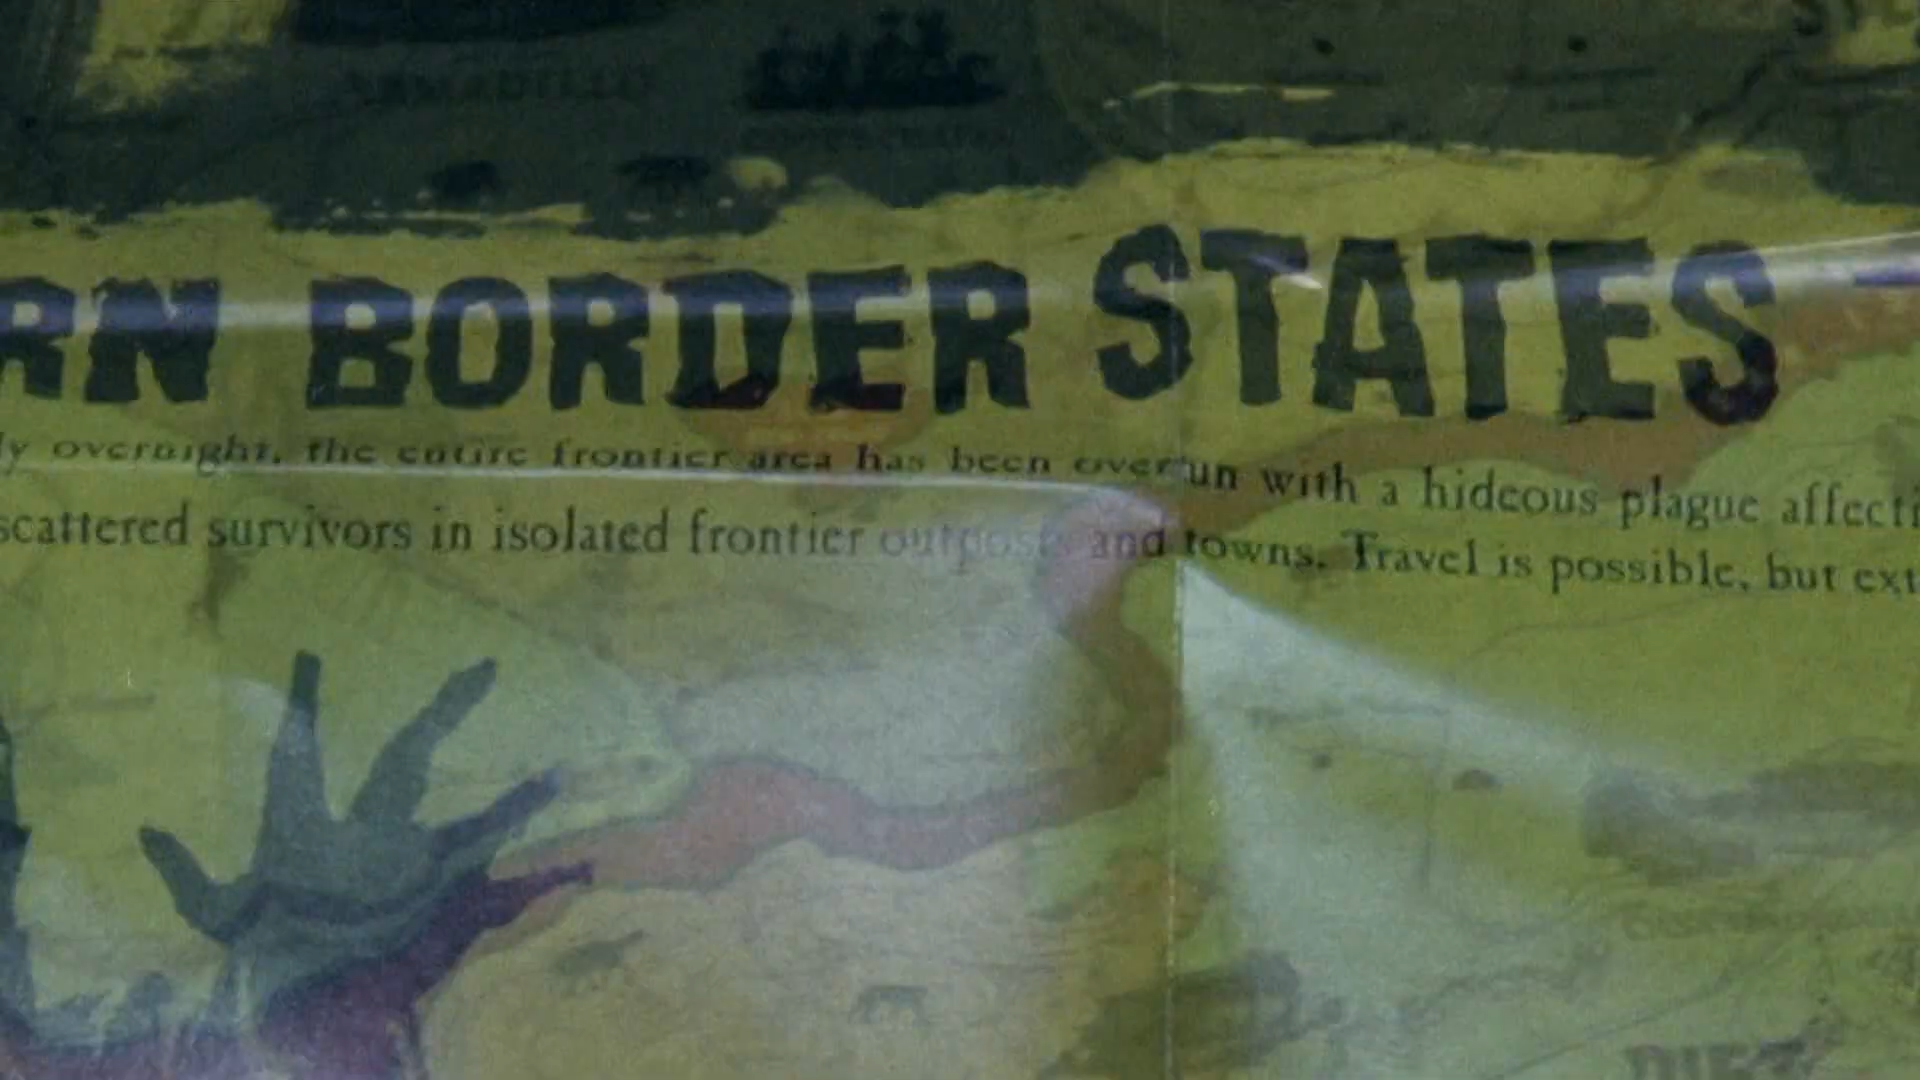 RN BORDER STATES
ly overnight, the entire frontier area has been overrun with a hideous plague affecti
scattered survivors in isolated frontier outposts and towns. Travel is possible, but ext